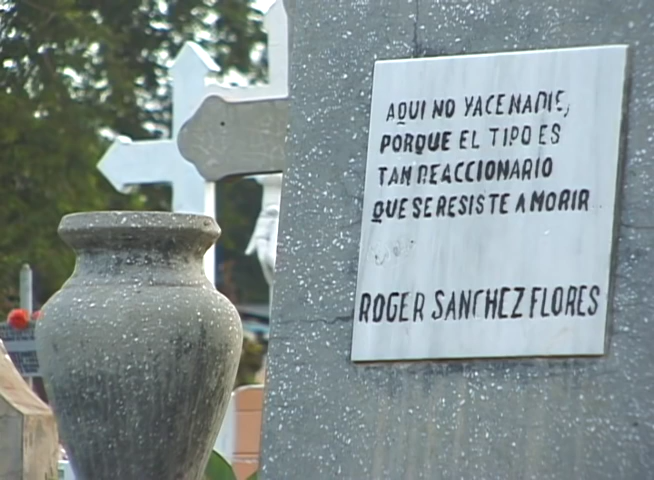 AQUI NO YACE NADIE,
PORQUE EL TIPO ES
TAN REACCIONARIO
QUE SE RESISTE A MORIR
ROGER SANCHEZ FLORES